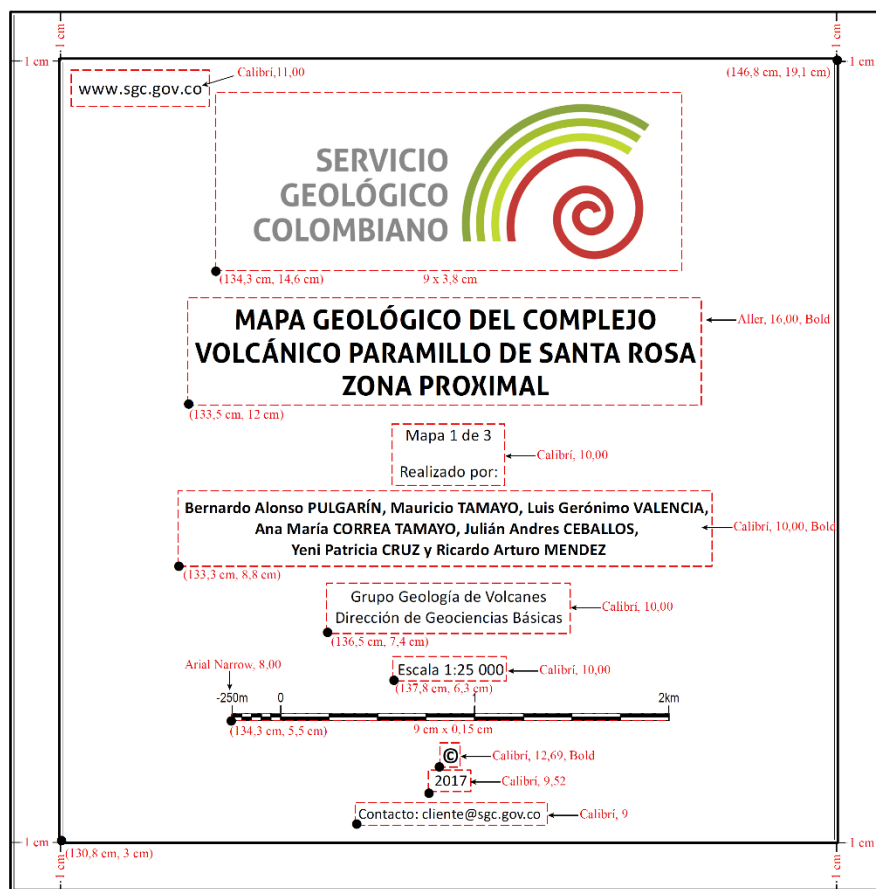 1 cm
1 cm
1 cm
1 cm
Calibrí,11,00
www.sgc.gov.co
(146,8 cm, 19,1 cm)
SERVICIO
GEOLÓGICO
COLOMBIANO
(134,3 cm, 14,6 cm)
9 x 3,8 cm
MAPA GEOLÓGICO DEL COMPLEJO
VOLCÁNICO PARAMILLO DE SANTA ROSA
ZONA PROXIMAL
Aller, 16,00, Bold
(133,5 cm, 12 cm)
Mapa 1 de 3
Realizado por:
Calibrí, 10,00
Bernardo Alonso PULGARÍN, Mauricio TAMAYO, Luis Gerónimo VALENCIA,
Ana María CORREA TAMAYO, Julián Andres CEBALLOS,
Yeni Patricia CRUZ y Ricardo Arturo MENDEZ
Calibrí, 10,00, Bold
(133,3 cm, 8,8 cm)
Grupo Geología de Volcanes
Dirección de Geociencias Básicas
Calibrí, 10,00
(136,5 cm, 7,4 cm)
Escala 1:25 000
Calibrí, 10,00
(137,8 cm, 6,3 cm)
Arial Narrow, 8,00
-250m 0 1 2km
(134,3 cm, 5,5 cm)
9 cm x 0,15 cm
©
Calibrí, 12,69, Bold
2017
Calibrí, 9,52
Contacto: cliente@sgc.gov.co
Calibrí, 9
1 cm
1 cm
(130,8 cm, 3 cm)
1 cm
1 cm